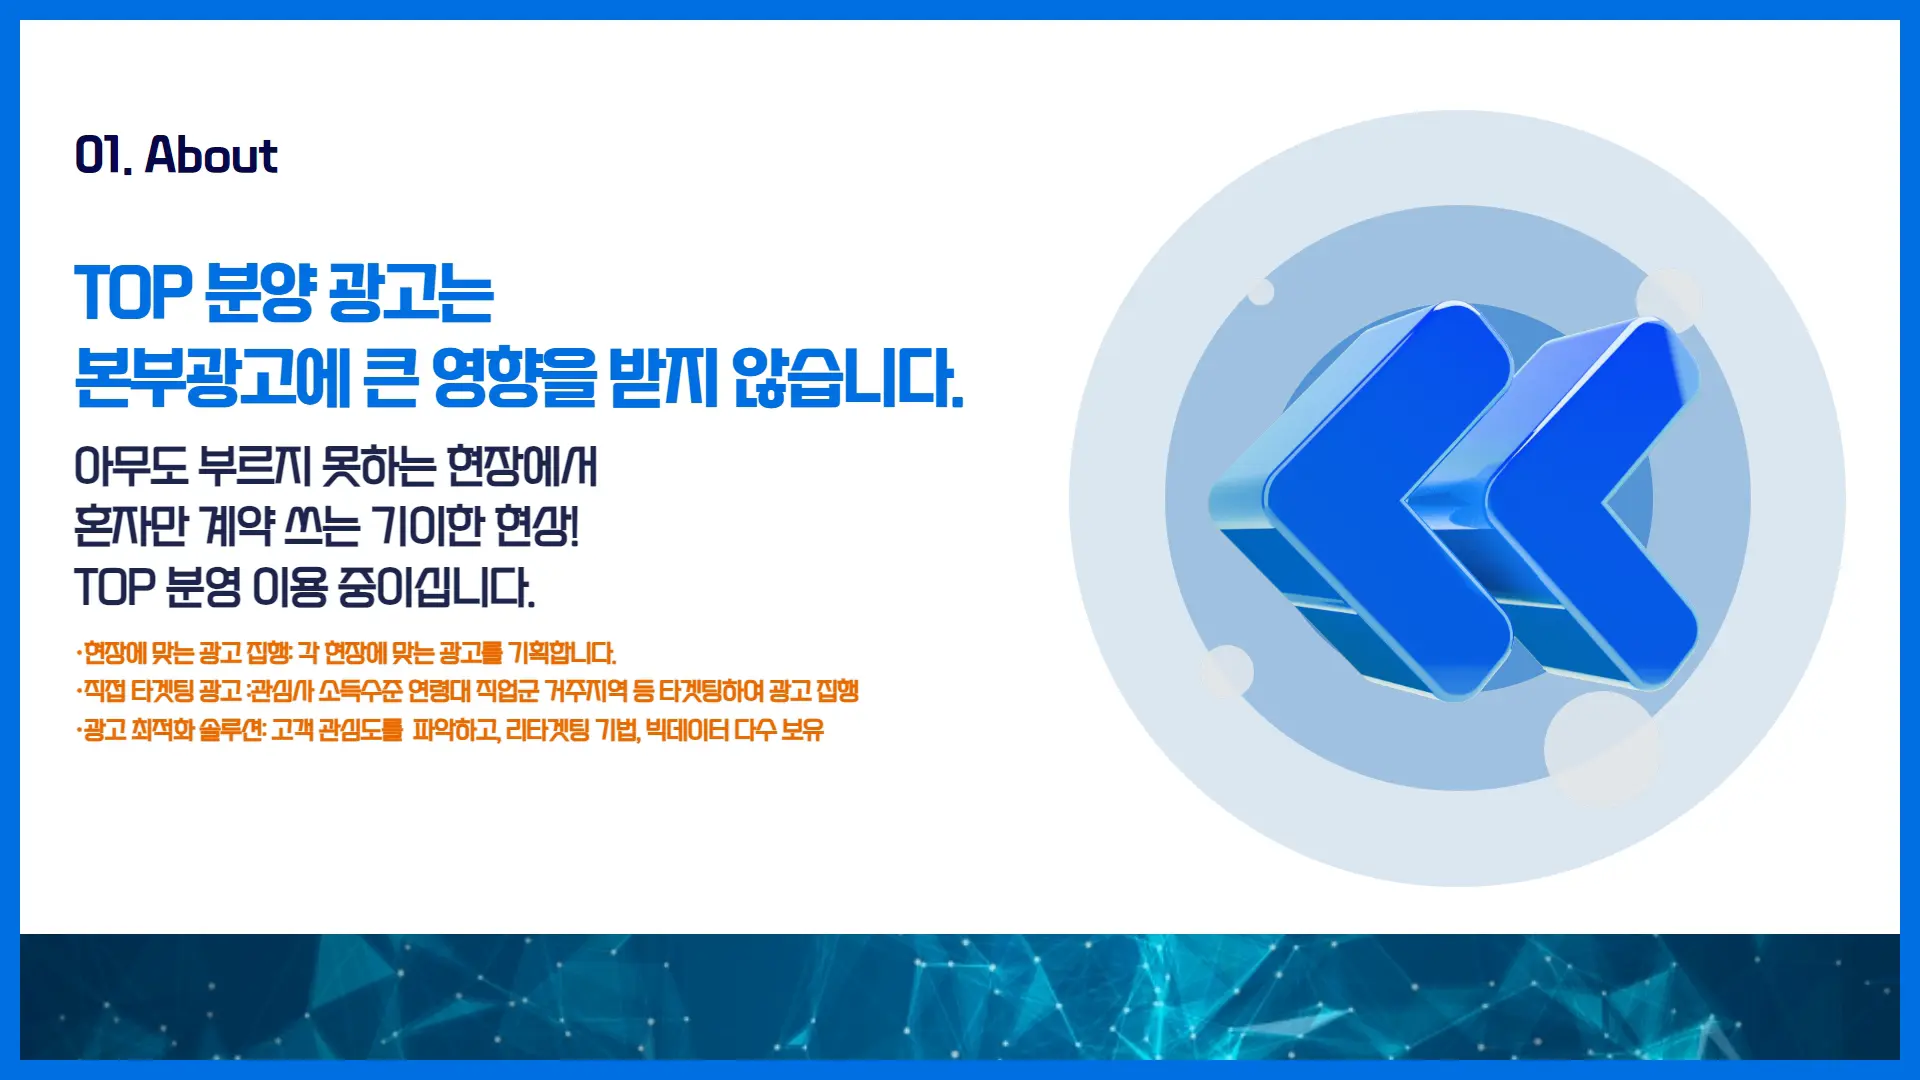 01. About
TOP 분양 광고는
본부광고에 큰 영향을 받지 않습니다.
아무도 부르지 못하는 현장에서
혼자만 계약 쓰는 기이한 현상!
TOP 분영 이용 중이십니다.
·현장에 맞는 광고 집행: 각 현장에 맞는 광고를 기획합니다.
·직접 타겟팅 광고 :관심사 소득수준 연령대 직업군 거주지역 등 타겟팅하여 광고 집행
·광고 최적화 솔루션: 고객 관심도를 파악하고, 리타겟팅 기법, 빅데이터 다수 보유